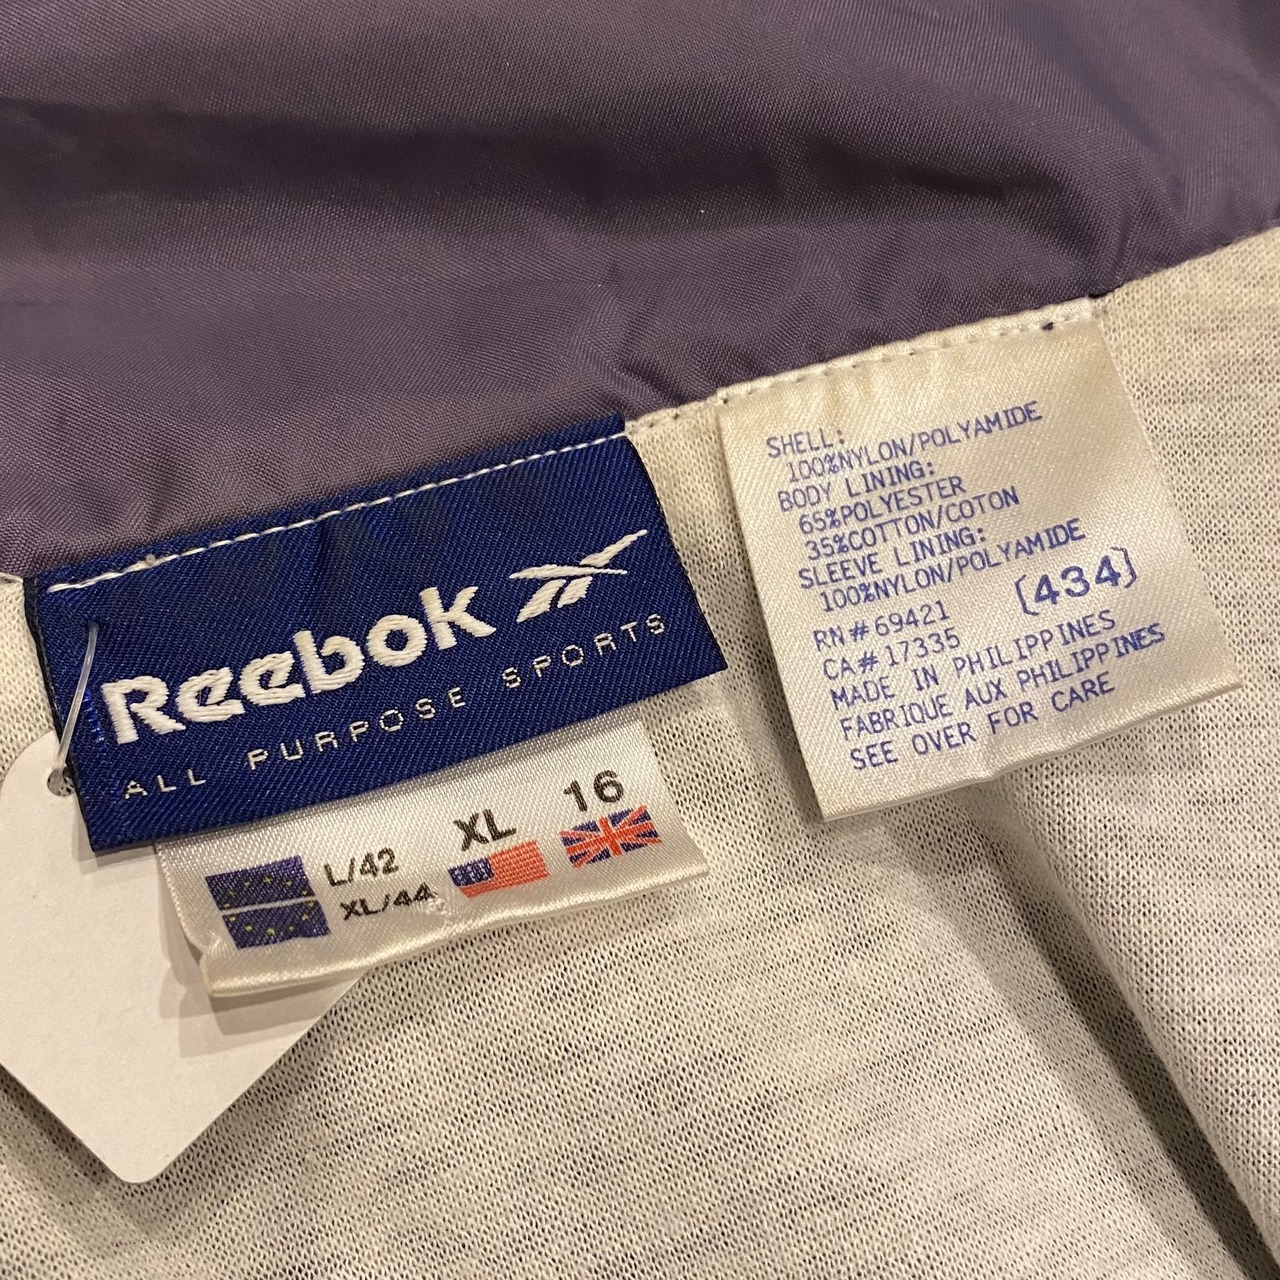 Reebok
ALL PURPOSE SPORTS
L/42
XL/44
XL
16
SHELL:
100%NYLON/POLYAMIDE
BODY LINING:
65%POLYESTER
35%COTTON/COTON
SLEEVE LINING:
100%NYLON/POLYAMIDE
RN#69421 [434]
CA#17335
MADE IN PHILIPPINES
FABRIQUE AUX PHILIPPINES
SEE OVER FOR CARE